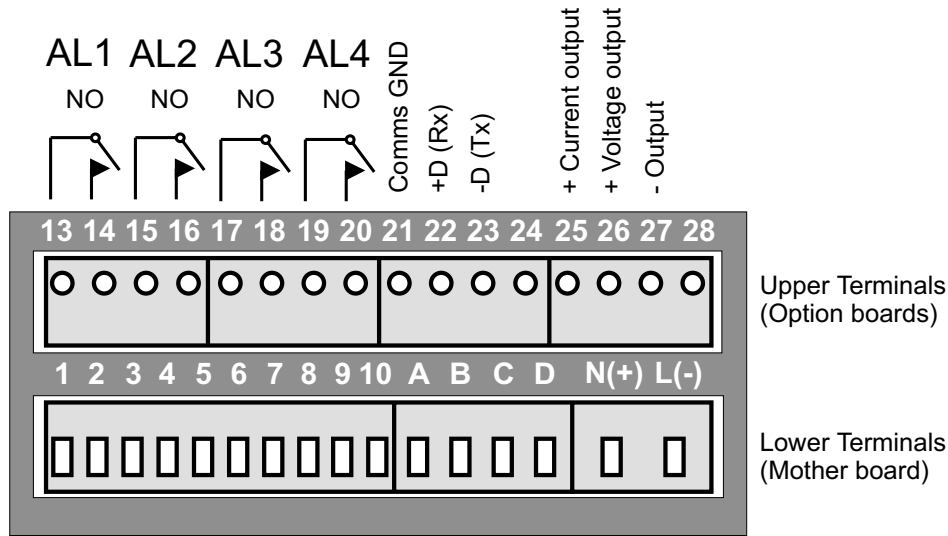 AL1 AL2 AL3 AL4
NO NO NO NO
Comms GND
+D (Rx)
-D (Tx)
+ Current output
+ Voltage output
- Output
13 14 15 16 17 18 19 20 21 22 23 24 25 26 27 28
Upper Terminals
(Option boards)
1 2 3 4 5 6 7 8 9 10 A B C D N(+) L(-)
Lower Terminals
(Mother board)